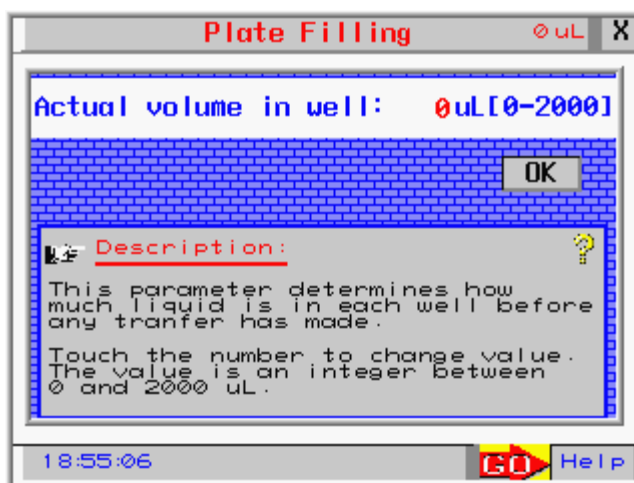 Plate Filling 0uL X
Actual volume in well: 0uL[0-2000]
OK
Description: ?
This parameter determines how
much liquid is in each well before
any tranfer has made.
Touch the number to change value.
The value is an integer between
0 and 2000 uL.
18:55:06 GO Help